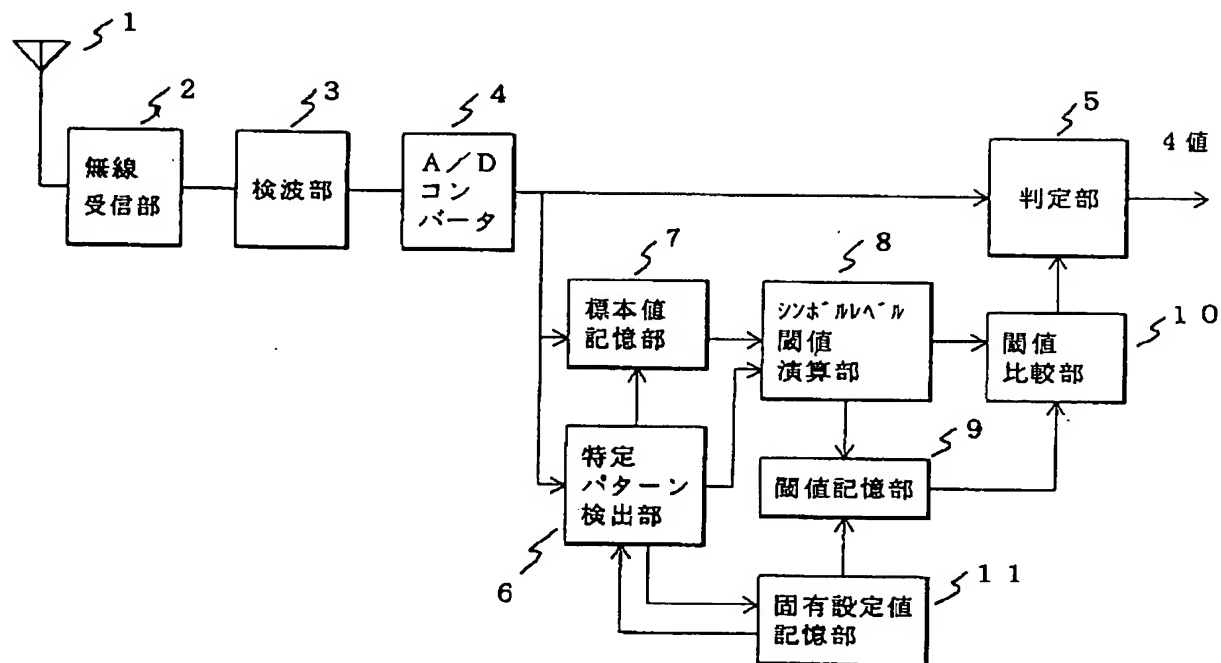 1
2
無線
受信部
3
検波部
4
A/D
コン
バータ
5
判定部
4値
7
標本値
記憶部
8
シンボルレベル
閾値
演算部
10
閾値
比較部
6
特定
パターン
検出部
9
閾値記憶部
11
固有設定値
記憶部